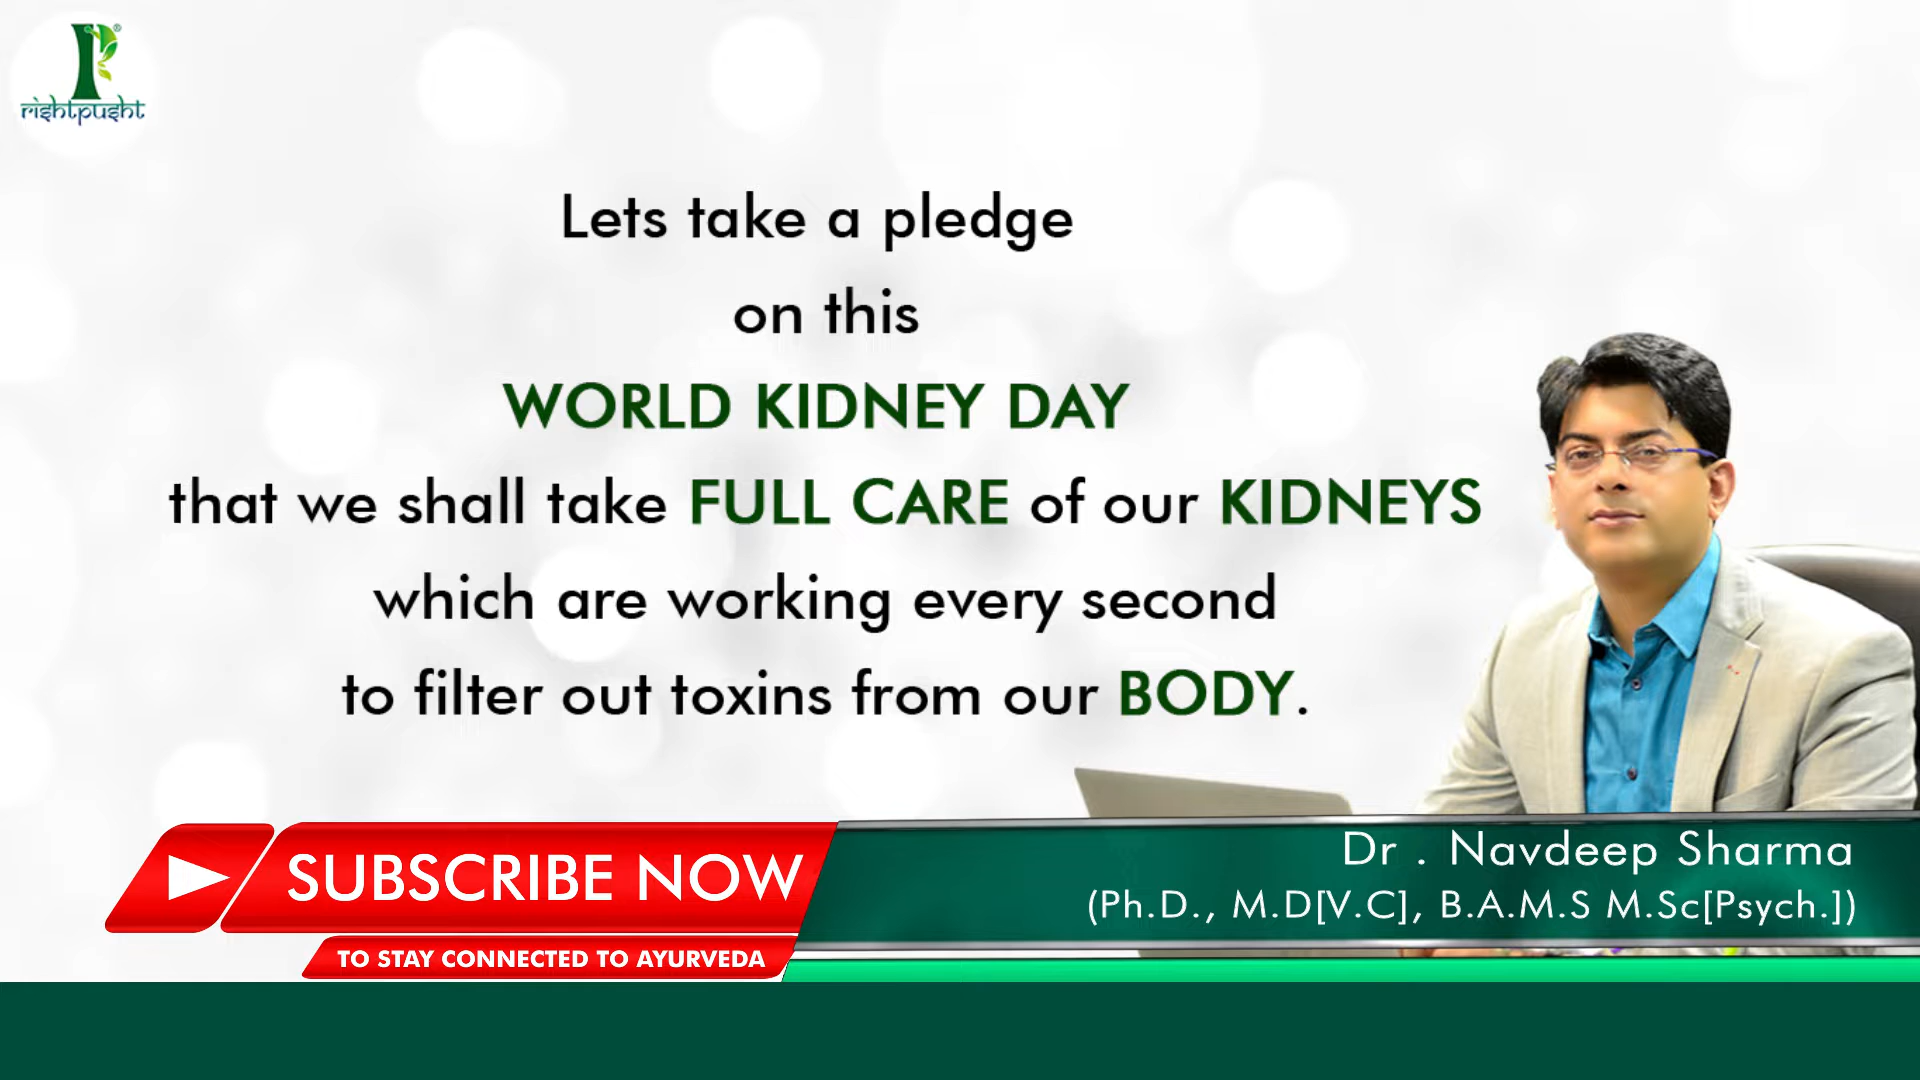 rishtpusht
Lets take a pledge
on this
WORLD KIDNEY DAY
that we shall take FULL CARE of our KIDNEYS
which are working every second
to filter out toxins from our BODY.
SUBSCRIBE NOW
TO STAY CONNECTED TO AYURVEDA
Dr . Navdeep Sharma
(Ph.D., M.D[V.C], B.A.M.S M.Sc[Psych.])